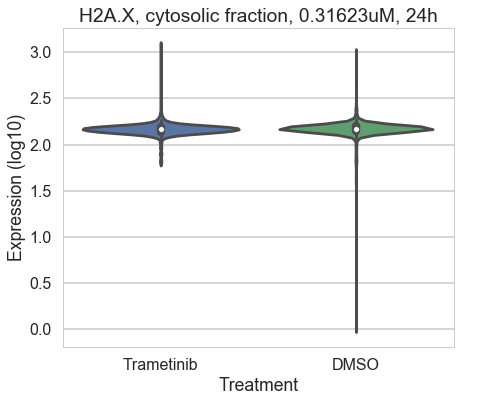 H2A.X, cytosolic fraction, 0.31623uM, 24h
Expression (log10)
3.0
2.5
2.0
1.5
1.0
0.5
0.0
Trametinib DMSO
Treatment